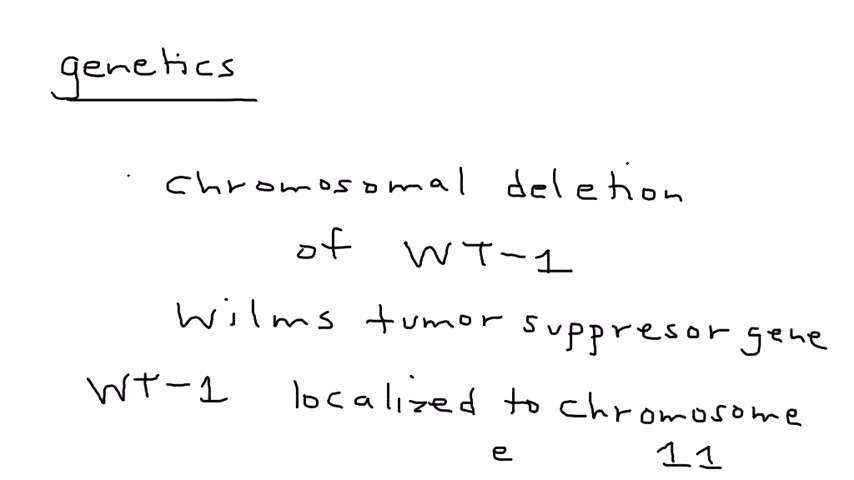 genetics
chromosomal deletion
of WT-1
Wilms tumor suppresor gene
WT-1 localized to chromosome
e 11